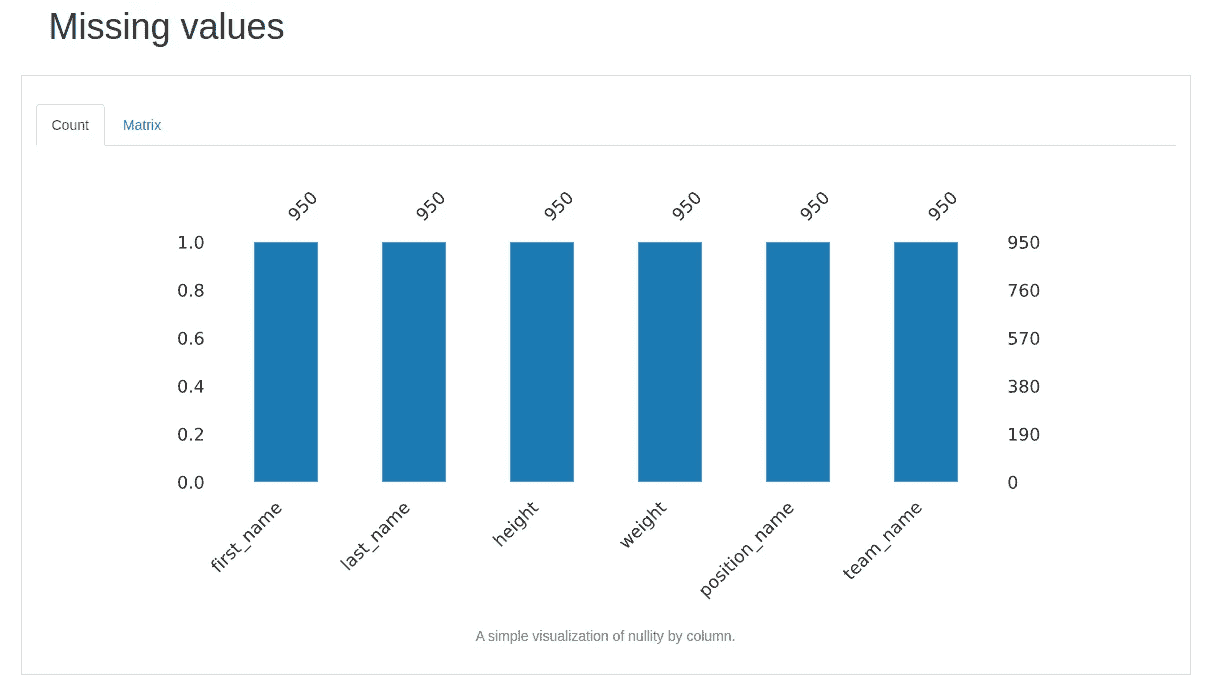 Missing values
Count Matrix
950 950 950 950 950 950
1.0 950
0.8 760
0.6 570
0.4 380
0.2 190
0.0 0
first_name last_name height weight position_name team_name
A simple visualization of nullity by column.